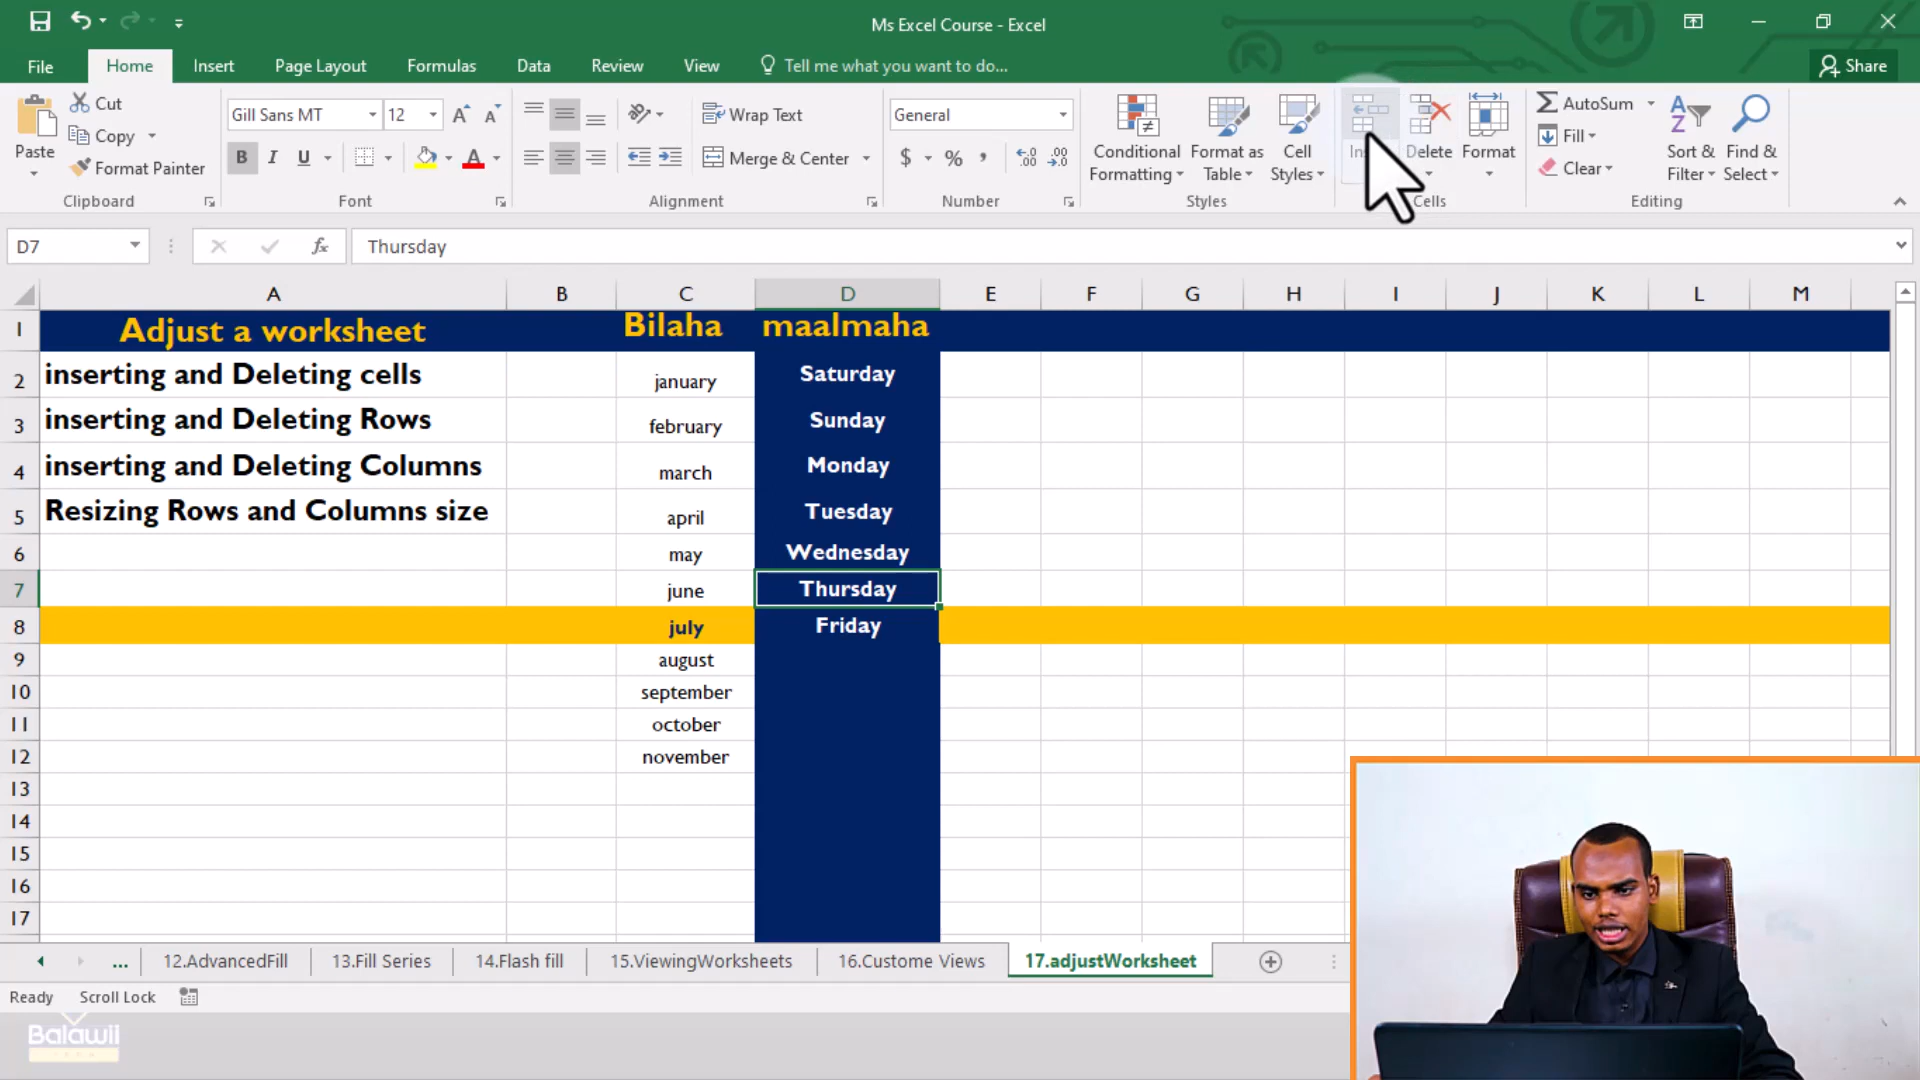 Ms Excel Course - Excel
File Home Insert Page Layout Formulas Data Review View Tell me what you want to do... Share
Paste Cut Copy Format Painter Clipboard
Gill Sans MT 12 A A B I U A Font
Wrap Text Merge & Center Alignment
General $ % , .00 .00 Number
Conditional Formatting Format as Table Cell Styles Styles
Delete Format Cells
AutoSum Fill Clear Sort & Filter Find & Select Editing
D7 fx Thursday
A B C D E F G H I J K L M
1 Adjust a worksheet Bilaha maalmaha
2 inserting and Deleting cells january Saturday
3 inserting and Deleting Rows february Sunday
4 inserting and Deleting Columns march Monday
5 Resizing Rows and Columns size april Tuesday
6 may Wednesday
7 june Thursday
8 july Friday
9 august
10 september
11 october
12 november
13
14
15
16
17
... 12.AdvancedFill 13.Fill Series 14.Flash fill 15.ViewingWorksheets 16.Custome Views 17.adjustWorksheet
Ready Scroll Lock
Balawii